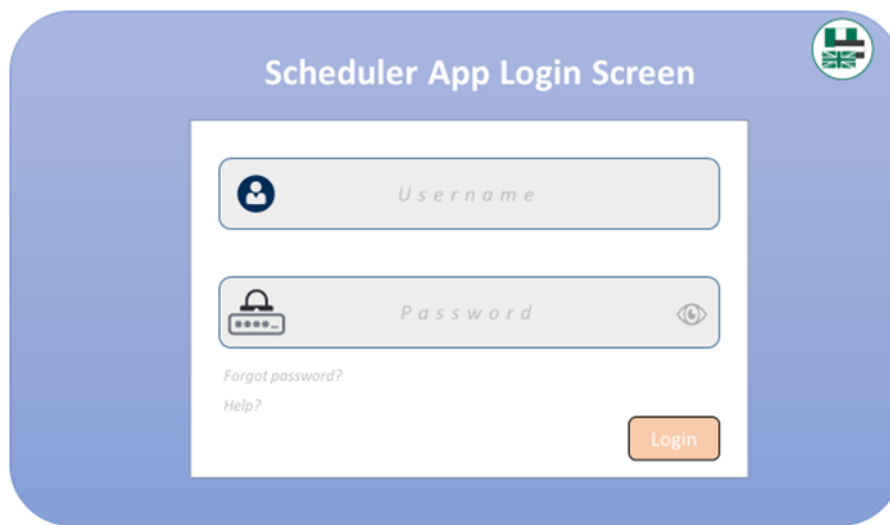 Scheduler App Login Screen
Username
Password
Forgot password?
Help?
Login